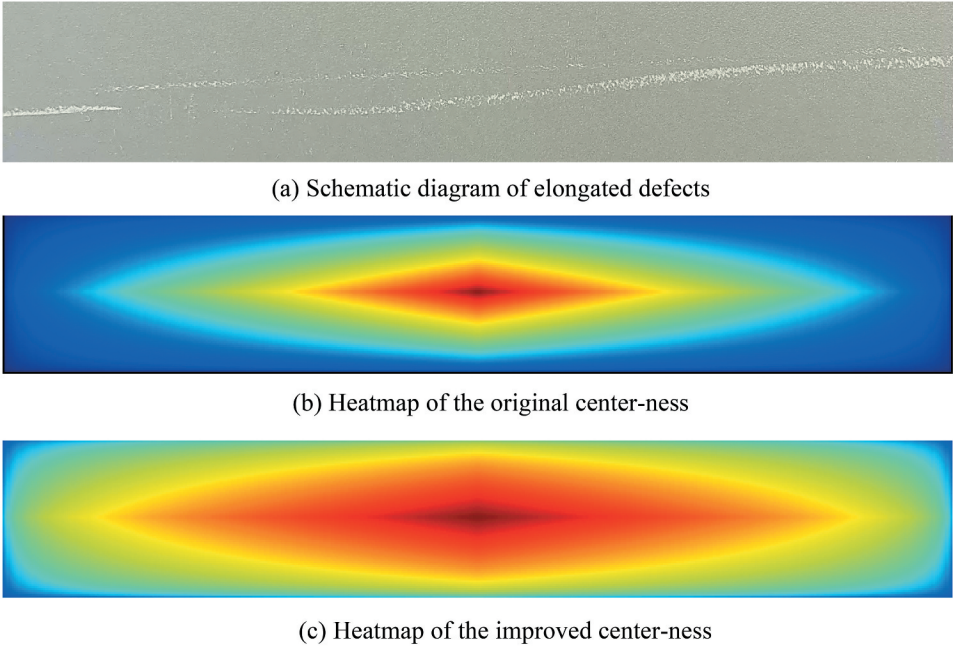 (a) Schematic diagram of elongated defects
(b) Heatmap of the original center-ness
(c) Heatmap of the improved center-ness